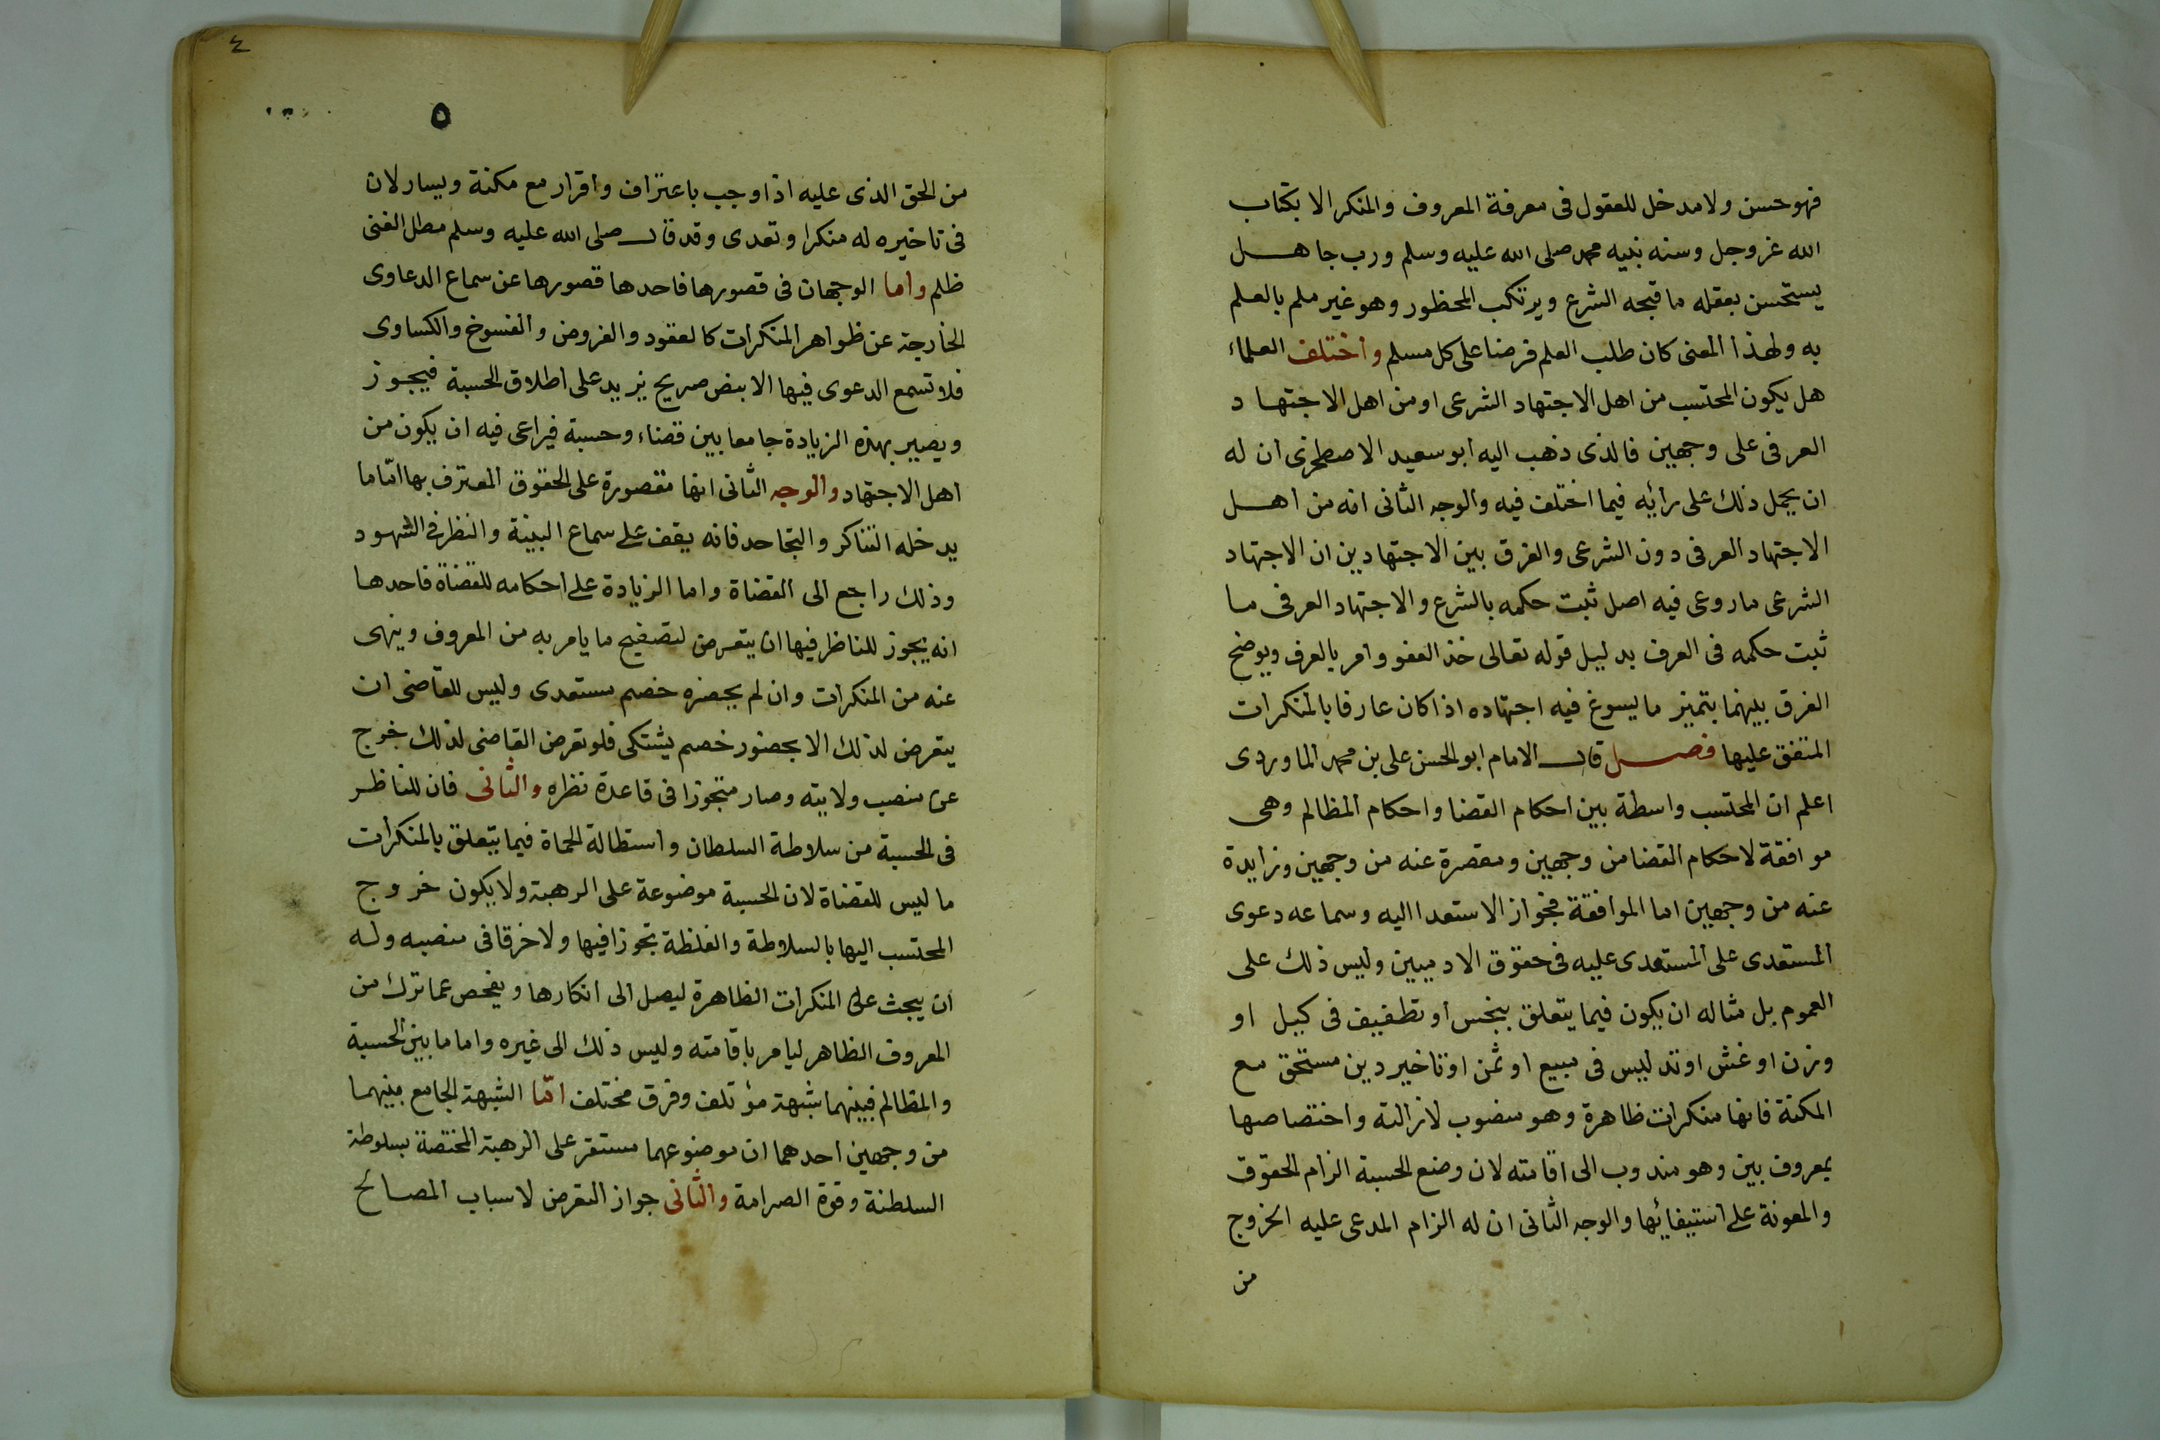 فهو حسن ولا مدخل للعقول فى معرفة المعروف والمنكر الا بكتاب
الله عز وجل وسنه نبيه محمد صلى الله عليه وسلم ورب جاهل
يستحسن بعقله ما قبحه الشرع ويرتكب المحظور وهو غير ملم بالعلم
به ولهذا المعنى كان طلب العلم فرضا على كل مسلم واختلف العلماء
هل يكون المحتسب من اهل الاجتهاد الشرعى او من اهل الاجتهاد
العرفى على وجهين فالذى ذهب اليه ابو سعيد الاصطخرى ان له
ان يحمل ذلك على رأيه فيما اختلف فيه والوجه الثانى انه من اهل
الاجتهاد العرفى دون الشرعى والفرق بين الاجتهادين ان الاجتهاد
الشرعى ما روعى فيه اصل ثبت حكمه بالشرع والاجتهاد العرفى ما
ثبت حكمه فى العرف بدليل قوله تعالى خذ العفو وامر بالعرف ويوضح
الفرق بينهما بتميز ما يسوغ فيه اجتهاده اذا كان عارفا بالمنكرات
المتفق عليها فصل قال الامام ابو الحسن على بن محمد الماوردى
اعلم ان المحتسب واسطة بين احكام القضا واحكام المظالم وهى
موافقة لاحكام القضا من وجهين ومقصرة عنه من وجهين وزايدة
عنه من وجهين اما الموافقة فجواز الاستعدا اليه وسماعه دعوى
المستعدى على المستعدى عليه فى حقوق الادميين وليس ذلك على
العموم بل مثاله ان يكون فيما يتعلق ببخس او تطفيف فى كيل او
وزن او غش او تدليس فى مبيع او ثمن او تاخير دين مستحق مع
المكنة فانها منكرات ظاهرة وهو منصوب لازالته واختصاصها
بمعروف بين وهو مندوب الى اقامته لان وضع الحسبة الزام الحقوق
والمعونة على استيفائها والوجه الثانى ان له الزام المدعى عليه الخروج
من
٤
٥
من الحق الذى عليه اذا وجب باعتراف واقرار مع مكنة ويسار لان
فى تاخيره له منكرا وتعدى وقد قال صلى الله عليه وسلم مطل الغنى
ظلم واما الوجهان فى قصورها فاحدها قصورها عن سماع الدعاوى
الخارجة عن ظواهر المنكرات كالعقود والفروض والفسوخ والكساوى
فلا تسمع الدعوى فيها الا بنص صريح يزيد على اطلاق الحسبة فيجوز
ويصير بهذه الزيادة جامعا بين قضاء وحسبة فيراعى فيه ان يكون من
اهل الاجتهاد والوجه الثانى انها مقصورة على الحقوق المعترف بها امّا ما
يدخله التناكر والتجاحد فانه يقف على سماع البينة والنظر فى الشهود
وذلك راجع الى القضاة واما الزيادة على احكامه للقضاة فاحدها
انه يجوز للناظر فيها ان يتعرض لتصفيح ما يامر به من المعروف وينهى
عنه من المنكرات وان لم يحضره خصم مستعدى وليس للقاضى ان
يتعرض لذلك الا بحضور خصم يشتكى فلو تعرض القاضى لذلك خرج
عن منصب ولايته وصار متجوزا فى قاعدة نظره والثانى فان للناظر
فى الحسبة من سلاطة السلطان واستطالة الحماة فيما يتعلق بالمنكرات
ما ليس للقضاة لان الحسبة موضوعة على الرهبة ولا يكون خروج
المحتسب اليها بالسلاطة والغلظة تجوزا فيها ولا خرقا فى منصبه وله
ان يبحث على المنكرات الظاهرة ليصل الى انكارها ويفحص عما ترك من
المعروف الظاهر ليامر باقامته وليس ذلك الى غيره واما ما بين الحسبة
والمظالم فبينهما شبهة مؤتلف وفرق مختلف امّا الشبهة الجامع بينهما
من وجهين احدهما ان موضوعهما مستقر على الرهبة المختصة بسلوطة
السلطنة وقوة الصرامة والثانى جواز التعرض لاسباب المصالح